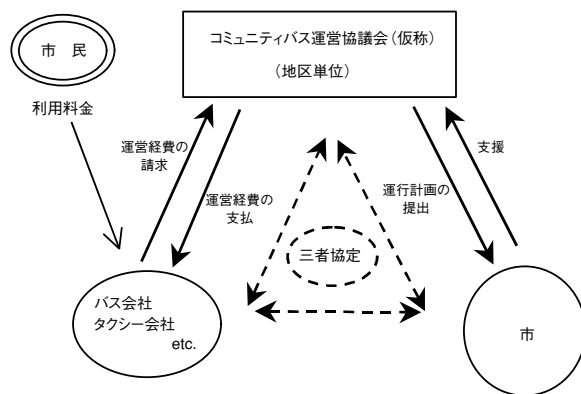 市 民
コミュニティバス運営協議会(仮称)
(地区単位)
利用料金
運営経費の
請求
運営経費の
支払
運行計画の
提出
支援
三者協定
バス会社
タクシー会社
etc.
市